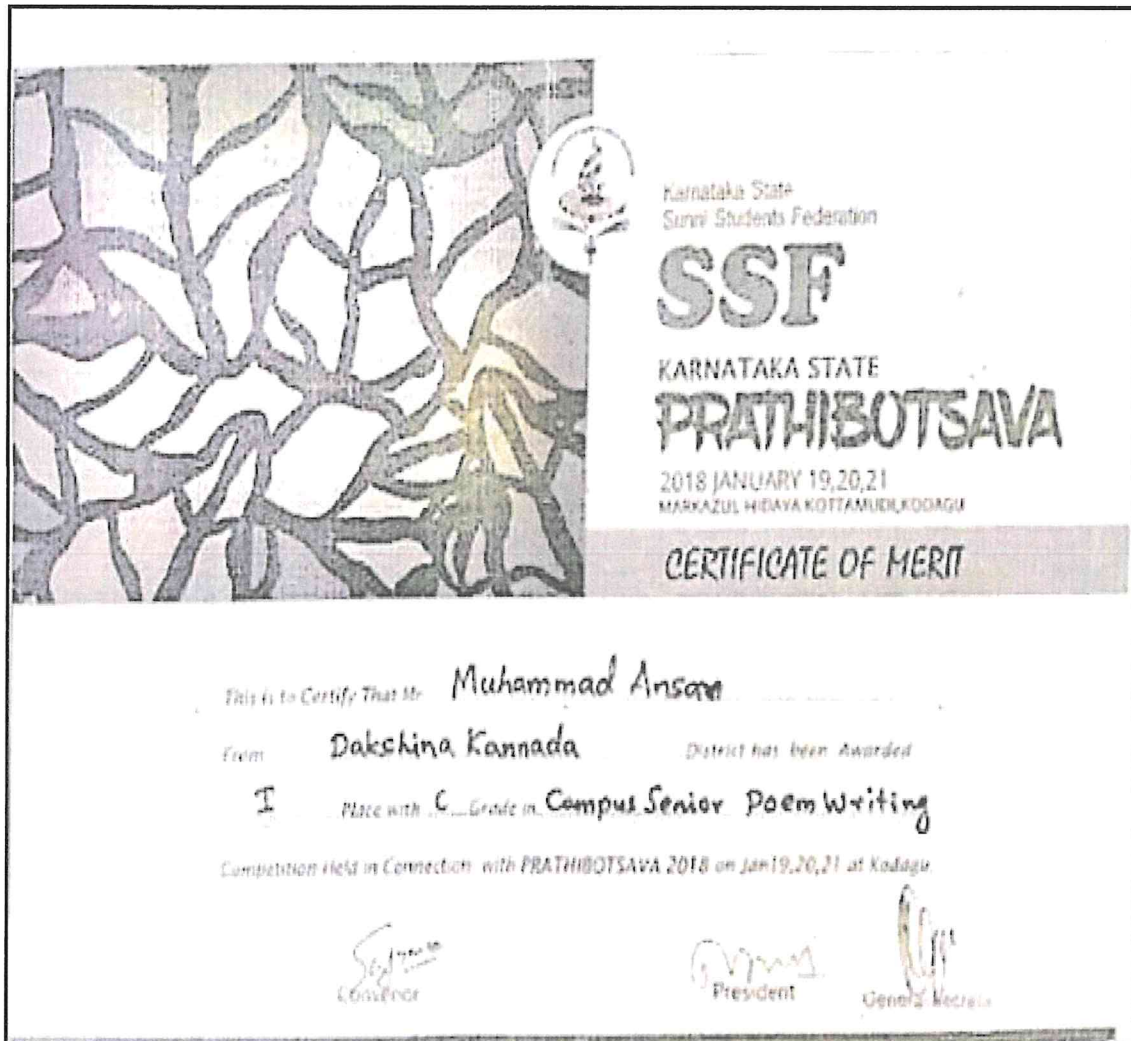 Karnataka State
Sunni Students Federation
SSF
KARNATAKA STATE
PRATHIBOTSAVA
2018 JANUARY 19,20,21
MARKAZUL HIDAYA KOTTAMUDI,KODAGU
CERTIFICATE OF MERIT
This is to Certify That Mr Muhammad
From Dakshina Kannada District has been Awarded
I Place with C Grade in Campus Senior Poem Writing
Competition Held in Connection with PRATHIBOTSAVA 2018 on Jan19,20,21 at Kodagu.
Convenor President General